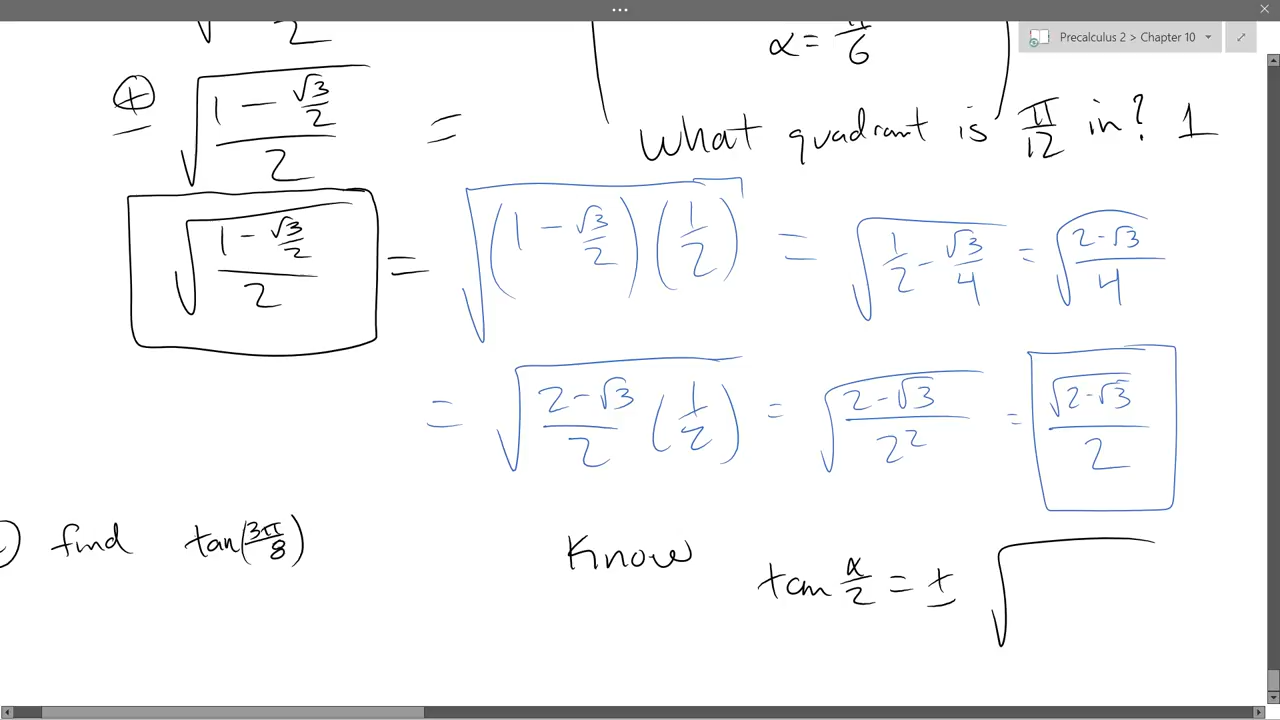 2
α = π/6
Precalculus 2 > Chapter 10
⊕ √((1 - √3/2)/2) =
What quadrant is π/12 in? 1
√((1 - √3/2)/2) = √((1 - √3/2)(1/2)) = √(1/2 - √3/4) = √((2-√3)/4)
= √((2-√3)/2 (1/2)) = √((2-√3)/2²) = √(2-√3)/2
find tan(3π/8)
Know tan α/2 = ± √